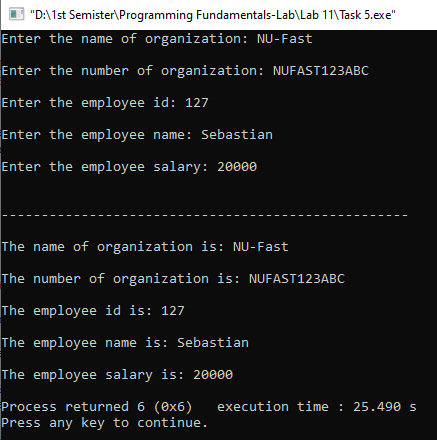 "D:\1st Semister\Programming Fundamentals-Lab\Lab 11\Task 5.exe"
Enter the name of organization: NU-Fast
Enter the number of organization: NUFAST123ABC
Enter the employee id: 127
Enter the employee name: Sebastian
Enter the employee salary: 20000
---------------------------------------------------
The name of organization is: NU-Fast
The number of organization is: NUFAST123ABC
The employee id is: 127
The employee name is: Sebastian
The employee salary is: 20000
Process returned 6 (0x6)   execution time : 25.490 s
Press any key to continue.